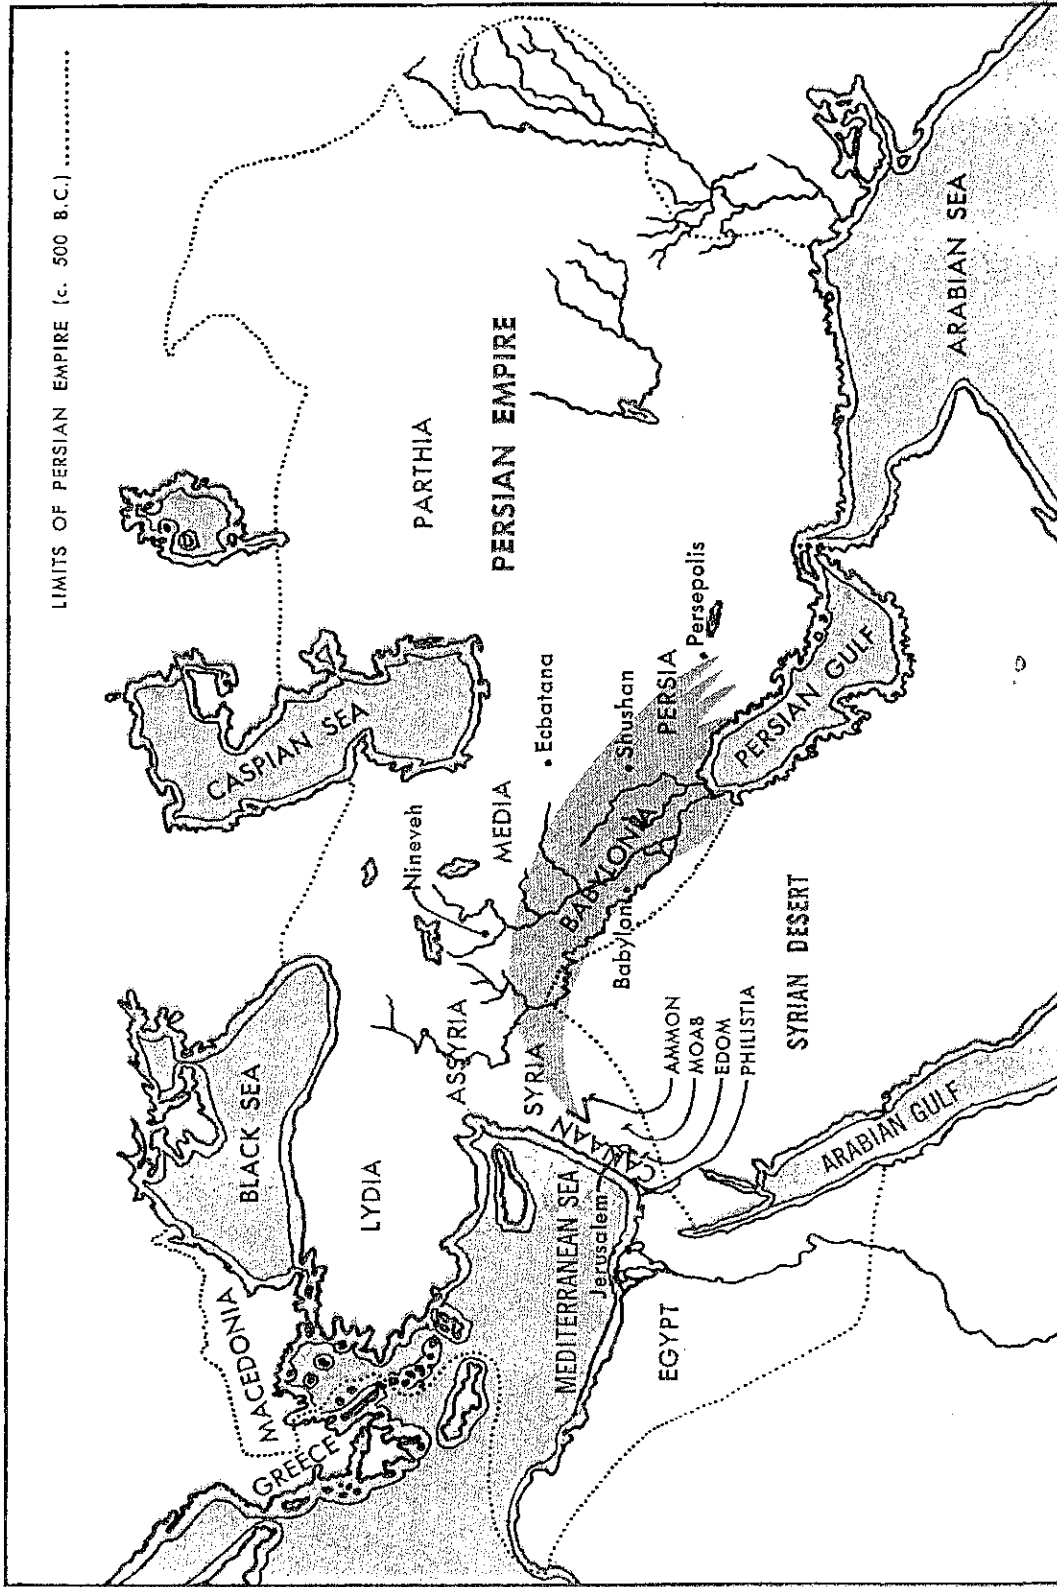 LIMITS OF PERSIAN EMPIRE (c. 500 B.C.) ..................
MACEDONIA
GREECE
BLACK SEA
LYDIA
CASPIAN SEA
Nineveh
MEDIA
Ecbatana
PARTHIA
PERSIAN EMPIRE
ASSYRIA
SYRIA
BABYLONIA
Babylon
Shushan
PERSIA
Persepolis
MEDITERRANEAN SEA
Jerusalem
CANAAN
AMMON
MOAB
EDOM
PHILISTIA
EGYPT
SYRIAN DESERT
ARABIAN GULF
PERSIAN GULF
ARABIAN SEA